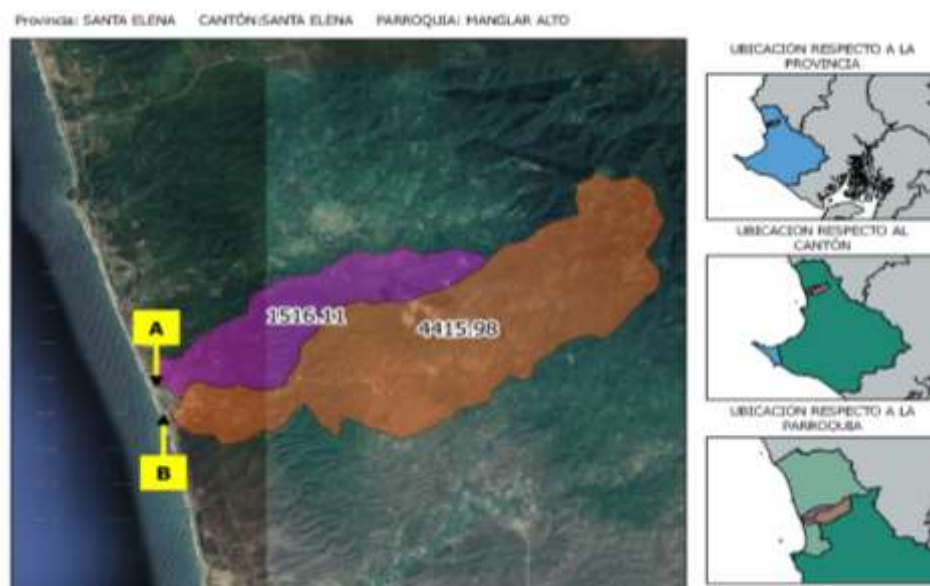 Provincia: SANTA ELENA CANTÓN:SANTA ELENA PARROQUIA: MANGLAR ALTO
UBICACION RESPECTO A LA
PROVINCIA
A
1516.11
4415.98
B
UBICACION RESPECTO AL
CANTÓN
UBICACION RESPECTO A LA
PARROQUIA